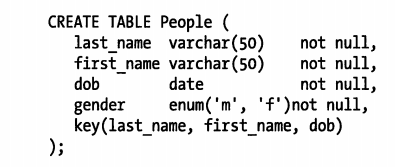 CREATE TABLE People (
last_name varchar(50) not null,
first_name varchar(50) not null,
dob date not null,
gender enum('m', 'f')not null,
key(last_name, first_name, dob)
);